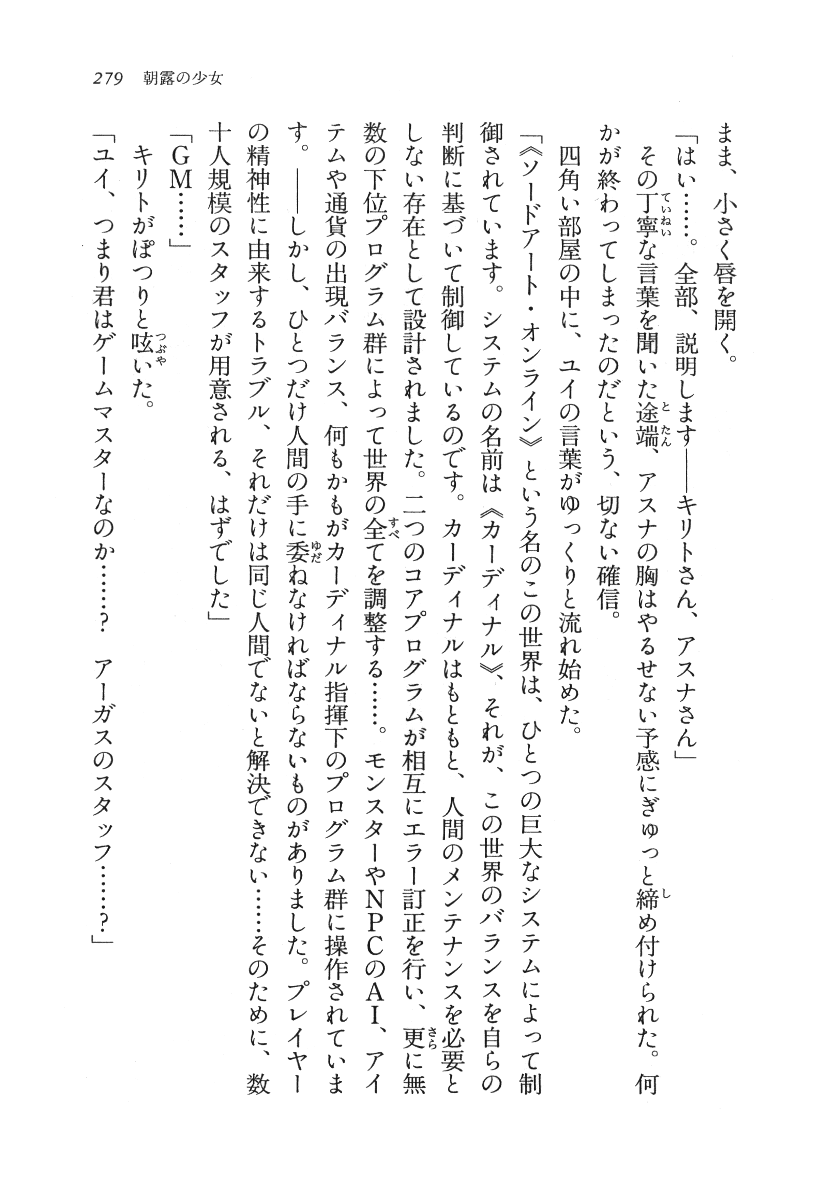 279 朝露の少女
まま、小さく唇を開く。
「はい……。全部、説明します――キリトさん、アスナさん」
その丁寧な言葉を聞いた途端、アスナの胸はやるせない予感にぎゅっと締め付けられた。何
かが終わってしまったのだという、切ない確信。
四角い部屋の中に、ユイの言葉がゆっくりと流れ始めた。
「《ソードアート・オンライン》という名のこの世界は、ひとつの巨大なシステムによって制
御されています。システムの名前は《カーディナル》、それが、この世界のバランスを自らの
判断に基づいて制御しているのです。カーディナルはもともと、人間のメンテナンスを必要と
しない存在として設計されました。二つのコアプログラムが相互にエラー訂正を行い、更に無
数の下位プログラム群によって世界の全てを調整する……。モンスターやNPCのAI、アイ
テムや通貨の出現バランス、何もかもがカーディナル指揮下のプログラム群に操作されていま
す。――しかし、ひとつだけ人間の手に委ねなければならないものがありました。プレイヤー
の精神性に由来するトラブル、それだけは同じ人間でないと解決できない……そのために、数
十人規模のスタッフが用意される、はずでした」
「GM……」
キリトがぽつりと呟いた。
「ユイ、つまり君はゲームマスターなのか……？　アーガスのスタッフ……？」